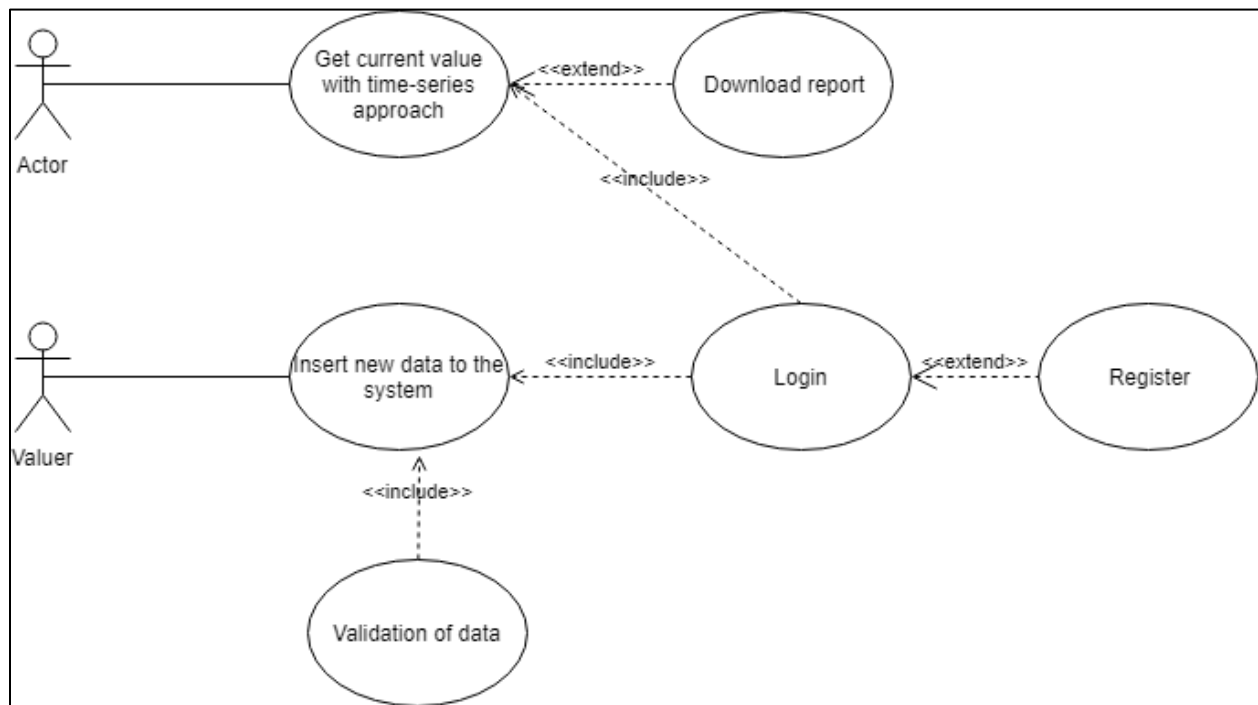 Get current value
with time-series
approach
<<extend>>
Download report
Actor
<<include>>
Insert new data to the
system
<<include>>
Login
<<extend>>
Register
Valuer
<<include>>
Validation of data